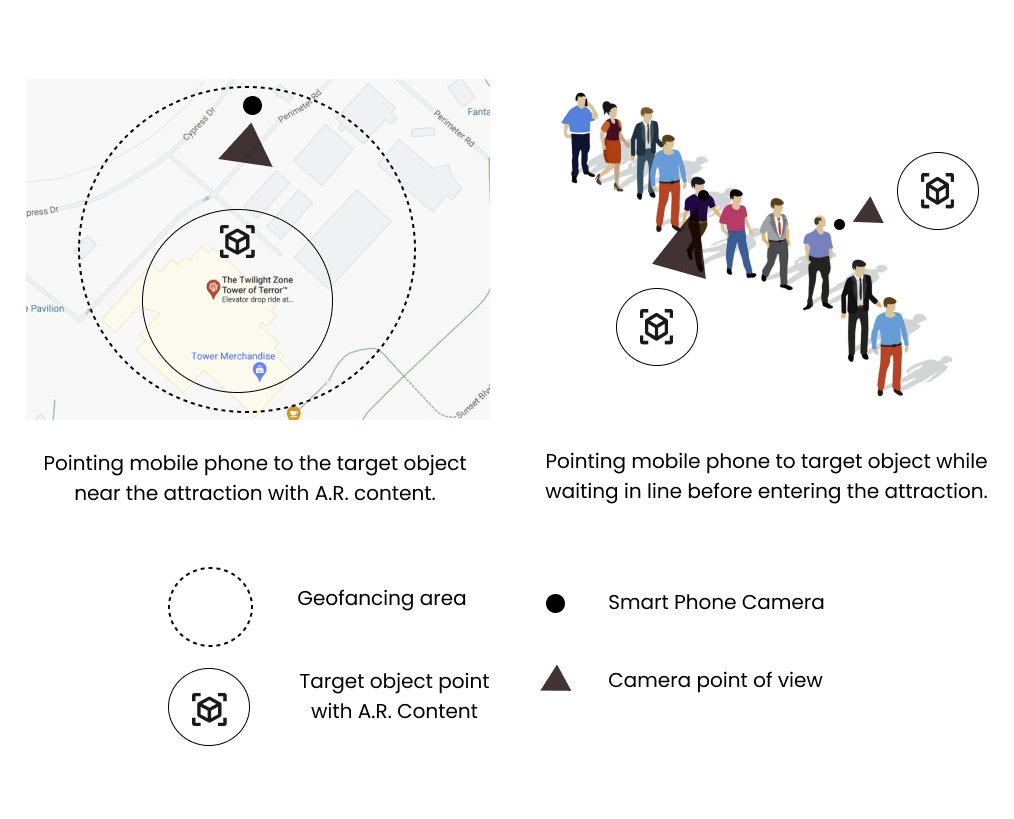 Cypress Dr
Perimeter Rd
Perimeter Rd
Fanta
press Dr
The Twilight Zone
Tower of Terror™
Elevator drop ride at...
e Pavilion
Tower Merchandise
Sunset Blv
Pointing mobile phone to the target object
near the attraction with A.R. content.
Pointing mobile phone to target object while
waiting in line before entering the attraction.
Geofancing area
Smart Phone Camera
Target object point
with A.R. Content
Camera point of view